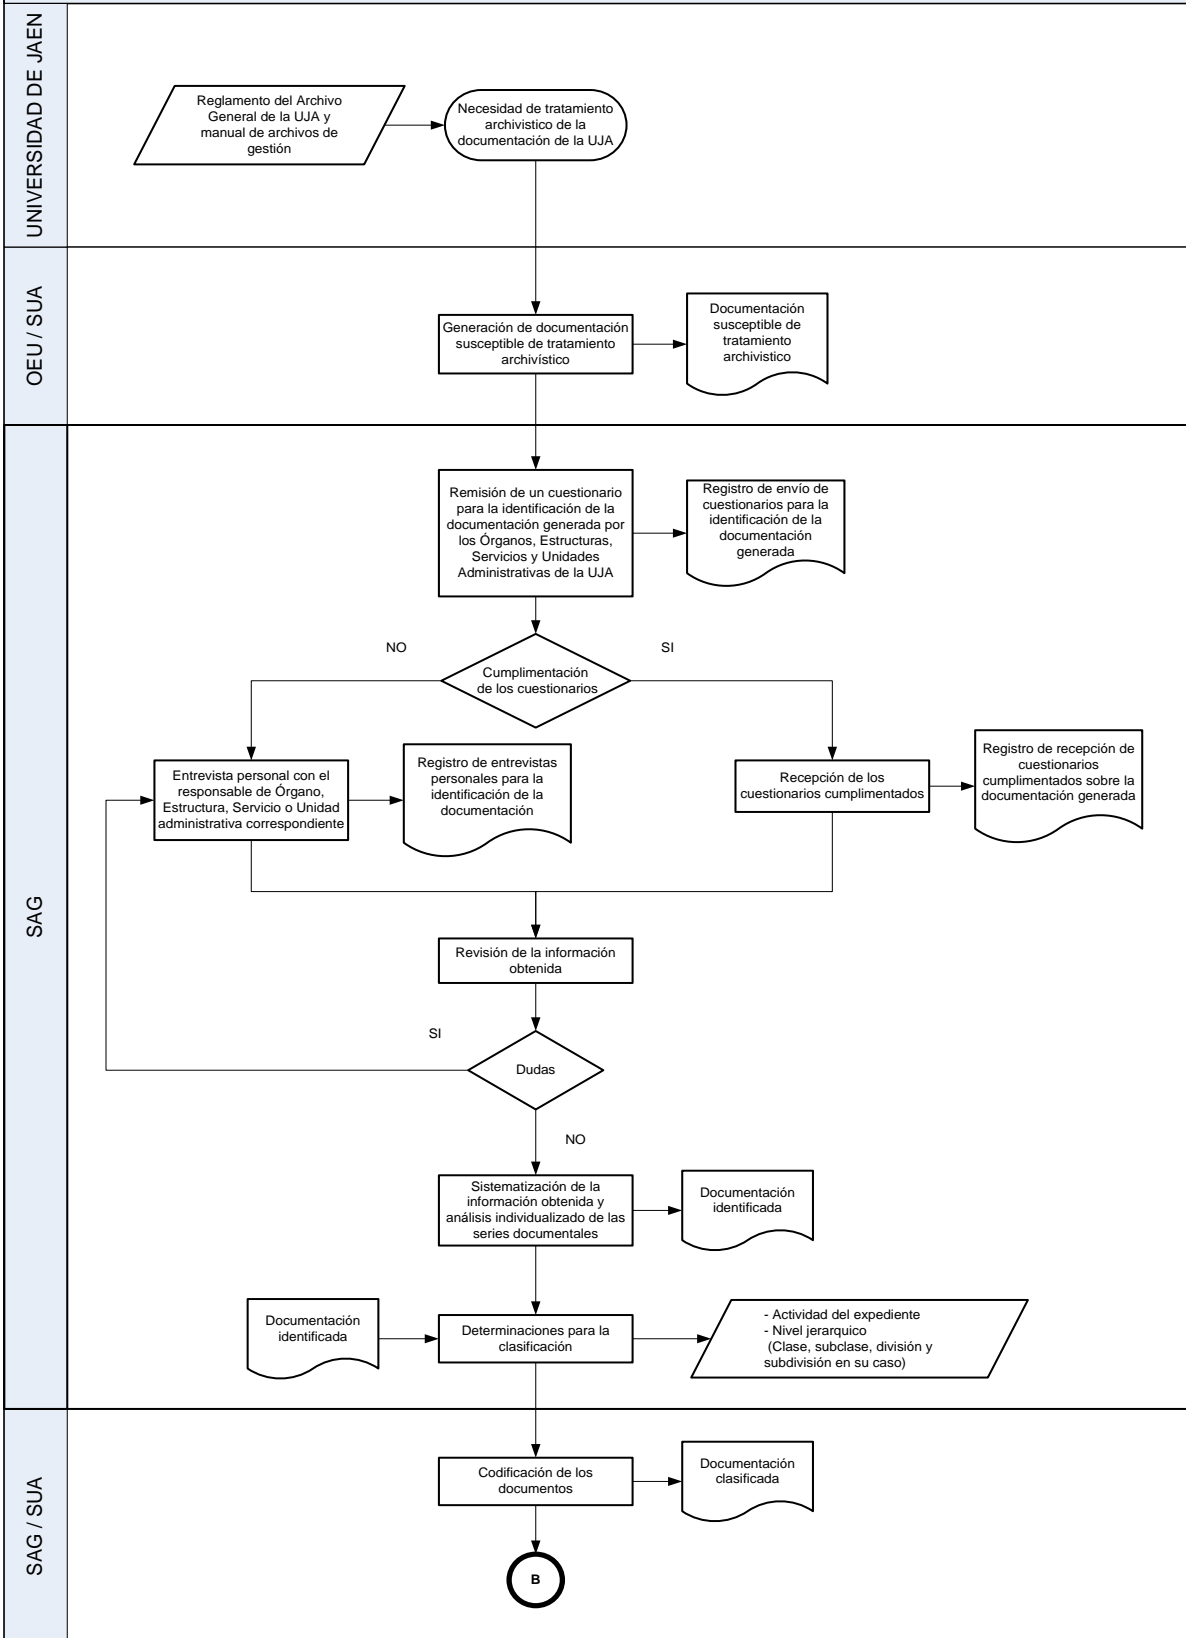 UNIVERSIDAD DE JAEN
Reglamento del Archivo
General de la UJA y
manual de archivos de
gestión
Necesidad de tratamiento
archivistico de la
documentación de la UJA
OEU / SUA
Generación de documentación
susceptible de tratamiento
archivístico
Documentación
susceptible de
tratamiento
archivistico
SAG
Remisión de un cuestionario
para la identificación de la
documentación generada por
los Órganos, Estructuras,
Servicios y Unidades
Administrativas de la UJA
Registro de envío de
cuestionarios para la
identificación de la
documentación
generada
NO
SI
Cumplimentación
de los cuestionarios
Entrevista personal con el
responsable de Órgano,
Estructura, Servicio o Unidad
administrativa correspondiente
Registro de entrevistas
personales para la
identificación de la
documentación
Recepción de los
cuestionarios cumplimentados
Registro de recepción de
cuestionarios
cumplimentados sobre la
documentación generada
Revisión de la información
obtenida
SI
Dudas
NO
Sistematización de la
información obtenida y
análisis individualizado de las
series documentales
Documentación
identificada
Documentación
identificada
Determinaciones para la
clasificación
- Actividad del expediente
- Nivel jerarquico
(Clase, subclase, división y
subdivisión en su caso)
SAG / SUA
Codificación de los
documentos
Documentación
clasificada
B